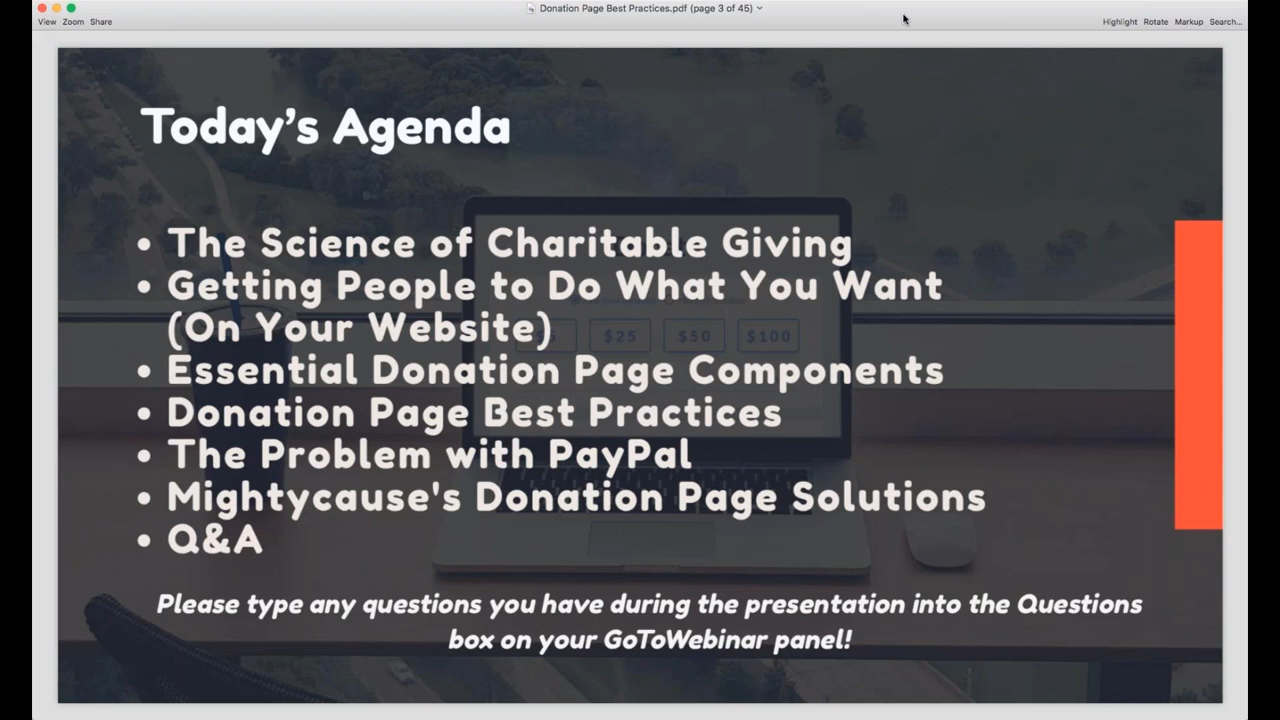 Donation Page Best Practices.pdf (page 3 of 45)
View Zoom Share
Highlight Rotate Markup Search...
Today's Agenda
• The Science of Charitable Giving
• Getting People to Do What You Want
(On Your Website)
$25 $50 $100
• Essential Donation Page Components
• Donation Page Best Practices
• The Problem with PayPal
• Mightycause's Donation Page Solutions
• Q&A
Please type any questions you have during the presentation into the Questions
box on your GoToWebinar panel!